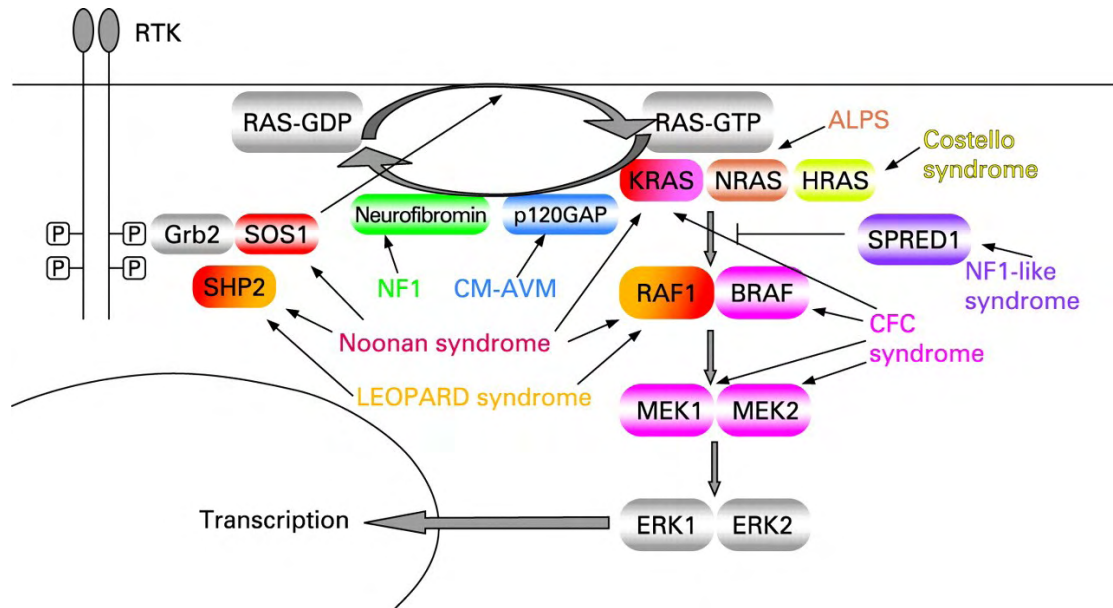 RTK
RAS-GDP
RAS-GTP
ALPS
Costello
syndrome
KRAS
NRAS
HRAS
Neurofibromin
p120GAP
P
P
Grb2
SOS1
SPRED1
P
P
SHP2
NF1
CM-AVM
RAF1
BRAF
NF1-like
syndrome
Noonan syndrome
CFC
syndrome
LEOPARD syndrome
MEK1
MEK2
Transcription
ERK1
ERK2